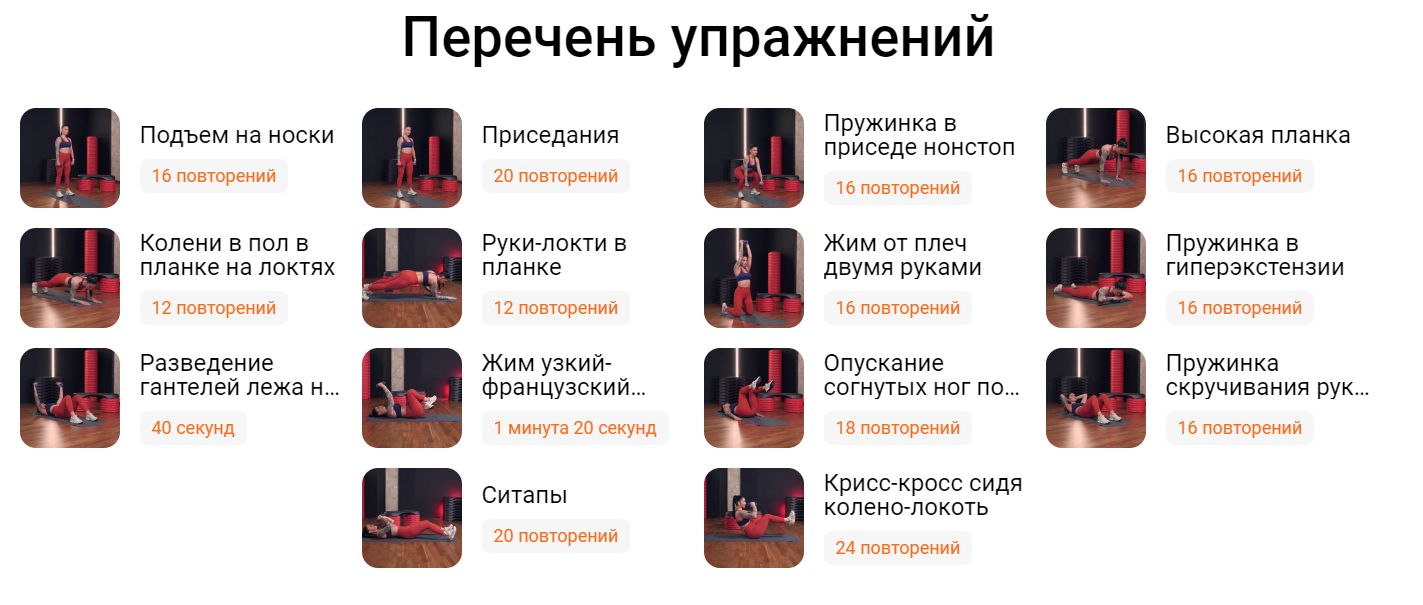 Перечень упражнений
Подъем на носки
16 повторений
Приседания
20 повторений
Пружинка в
приседе нонстоп
16 повторений
Высокая планка
16 повторений
Колени в пол в
планке на локтях
12 повторений
Руки-локти в
планке
12 повторений
Жим от плеч
двумя руками
16 повторений
Пружинка в
гиперэкстензии
16 повторений
Разведение
гантелей лежа н...
40 секунд
Жим узкий-
французский...
1 минута 20 секунд
Опускание
согнутых ног по...
18 повторений
Пружинка
скручивания рук...
16 повторений
Ситапы
20 повторений
Крисс-кросс сидя
колено-локоть
24 повторений